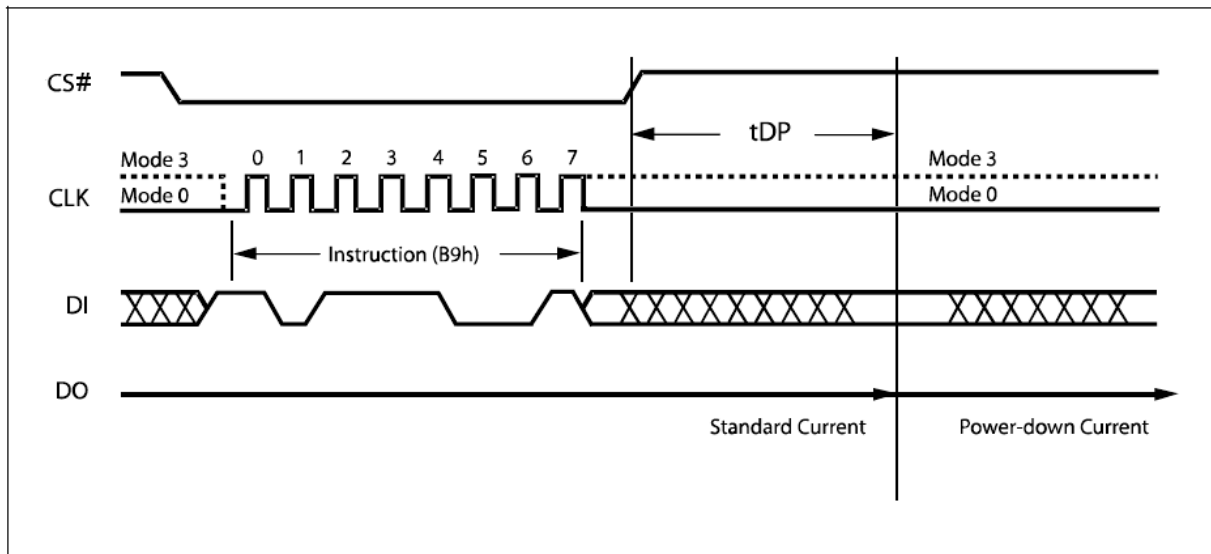 CS#
tDP
Mode 3 0 1 2 3 4 5 6 7 Mode 3
CLK Mode 0 Mode 0
Instruction (B9h)
DI
DO
Standard Current Power-down Current